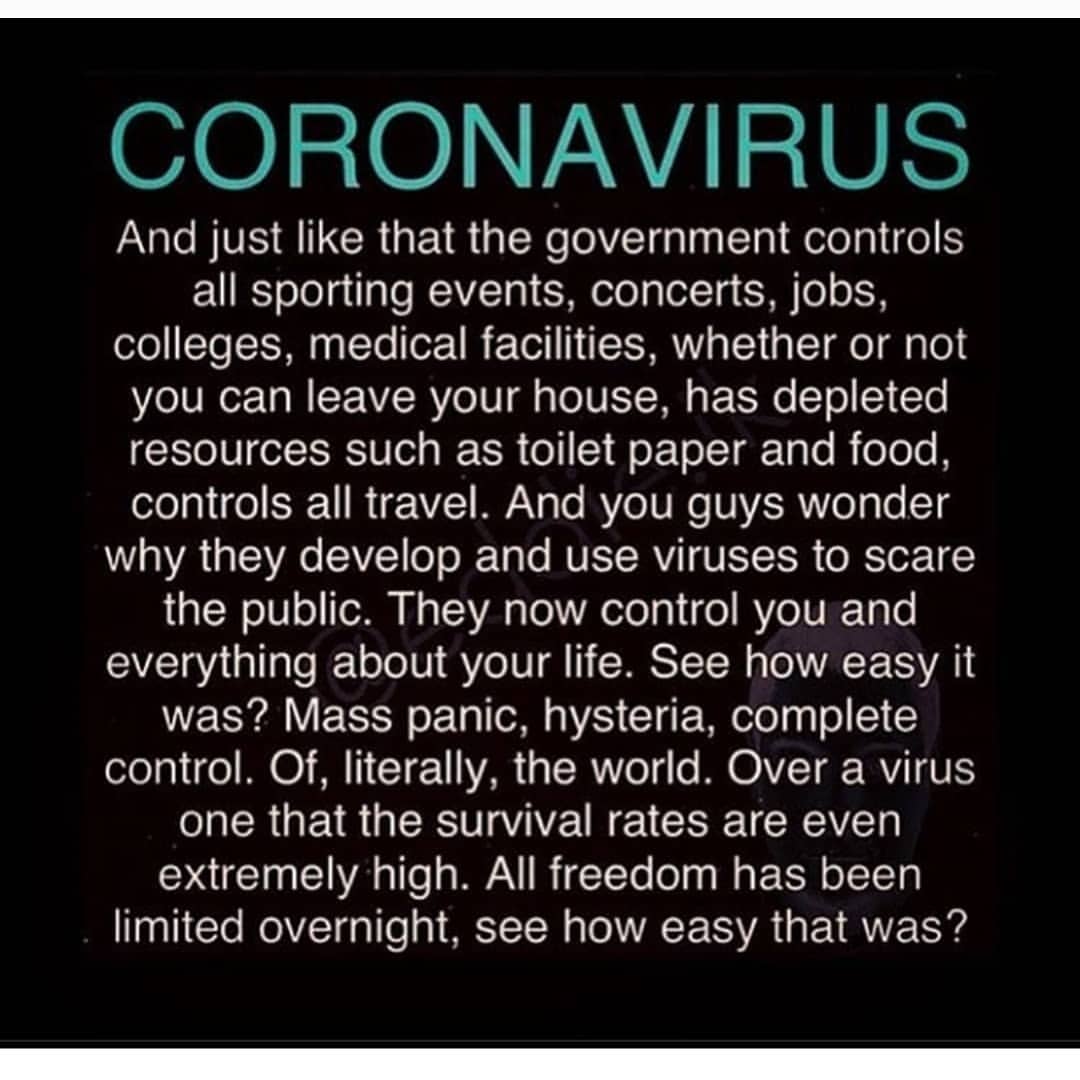 CORONAVIRUS
And just like that the government controls
all sporting events, concerts, jobs,
colleges, medical facilities, whether or not
you can leave your house, has depleted
resources such as toilet paper and food,
controls all travel. And you guys wonder
why they develop and use viruses to scare
the public. They now control you and
everything about your life. See how easy it
was? Mass panic, hysteria, complete
control. Of, literally, the world. Over a virus
one that the survival rates are even
extremely high. All freedom has been
limited overnight, see how easy that was?